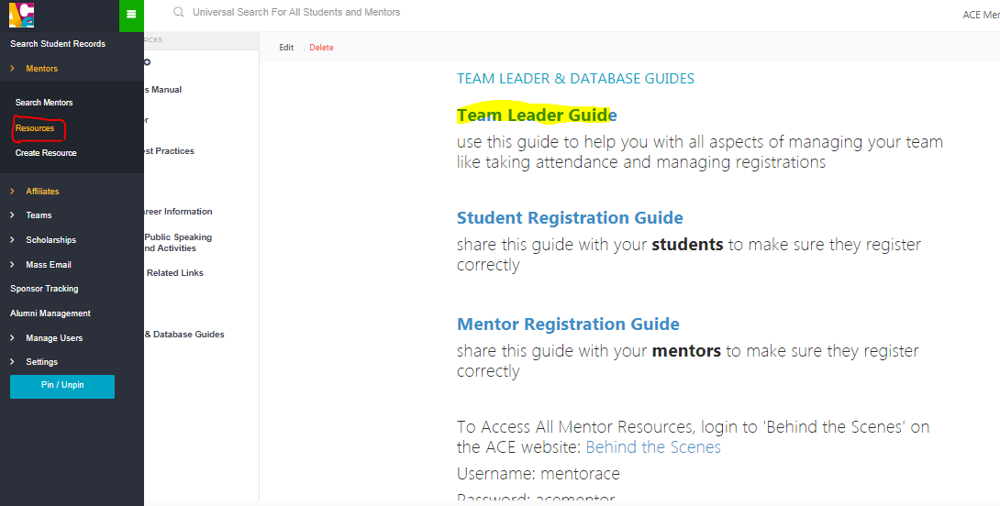 ACE
Universal Search For All Students and Mentors
ACE Mer
Search Student Records
Mentors
Search Mentors
Resources
Create Resource
Affiliates
Teams
Scholarships
Mass Email
Sponsor Tracking
Alumni Management
Manage Users
Settings
Pin / Unpin
RCES
s Manual
er
est Practices
areer Information
Public Speaking
nd Activities
Related Links
& Database Guides
Edit
Delete
TEAM LEADER & DATABASE GUIDES
Team Leader Guide
use this guide to help you with all aspects of managing your team
like taking attendance and managing registrations
Student Registration Guide
share this guide with your students to make sure they register
correctly
Mentor Registration Guide
share this guide with your mentors to make sure they register
correctly
To Access All Mentor Resources, login to 'Behind the Scenes' on
the ACE website: Behind the Scenes
Username: mentorace
Password: acementor